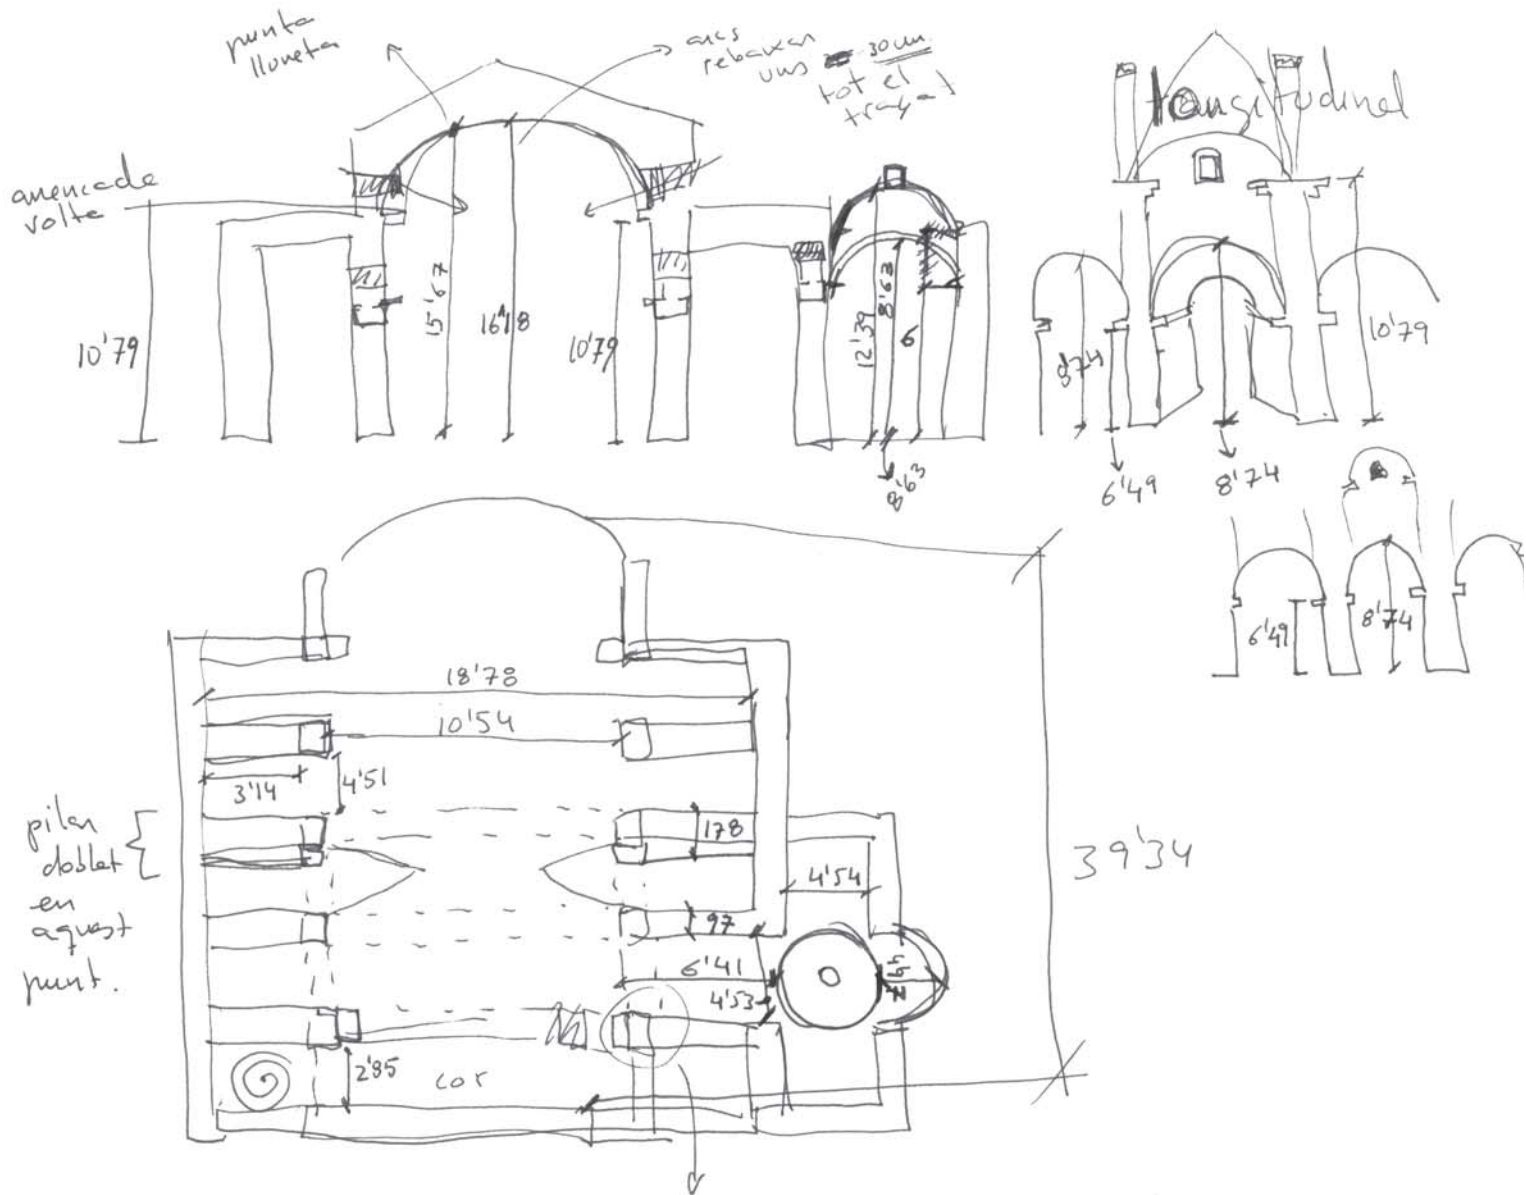 punta
lluneta
arcs
rebaixen
uns 30 cm.
tot el
traçat
longitudinal
arrencada
volta
10'79
15'67
16'18
10'79
12'39
8'63
6
8'63
8'74
10'79
6'49
8'74
6'49
8'74
18'78
10'54
3'14
4'51
pilar
doblat
en
aquest
punt.
178
4'54
39'34
97
6'41
4'53
2'85
cor